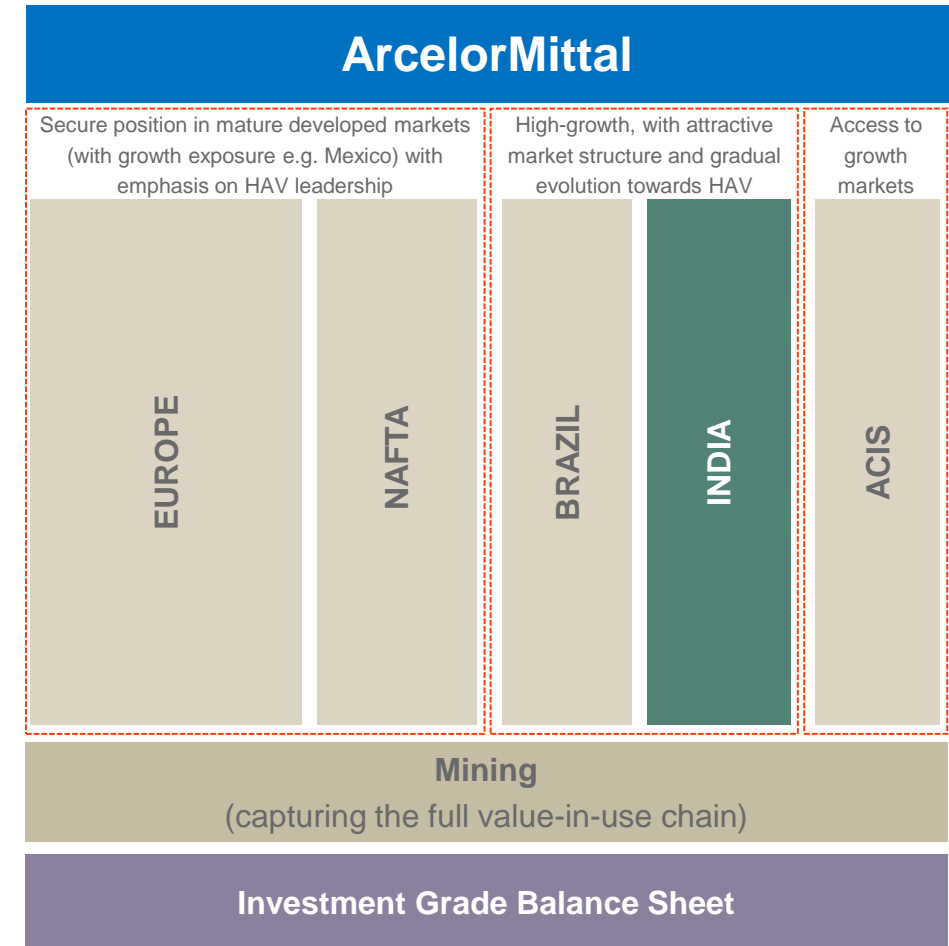 ArcelorMittal
Secure position in mature developed markets
(with growth exposure e.g. Mexico) with
emphasis on HAV leadership
High-growth, with attractive
market structure and gradual
evolution towards HAV
Access to
growth
markets
EUROPE
NAFTA
BRAZIL
INDIA
ACIS
Mining
(capturing the full value-in-use chain)
Investment Grade Balance Sheet